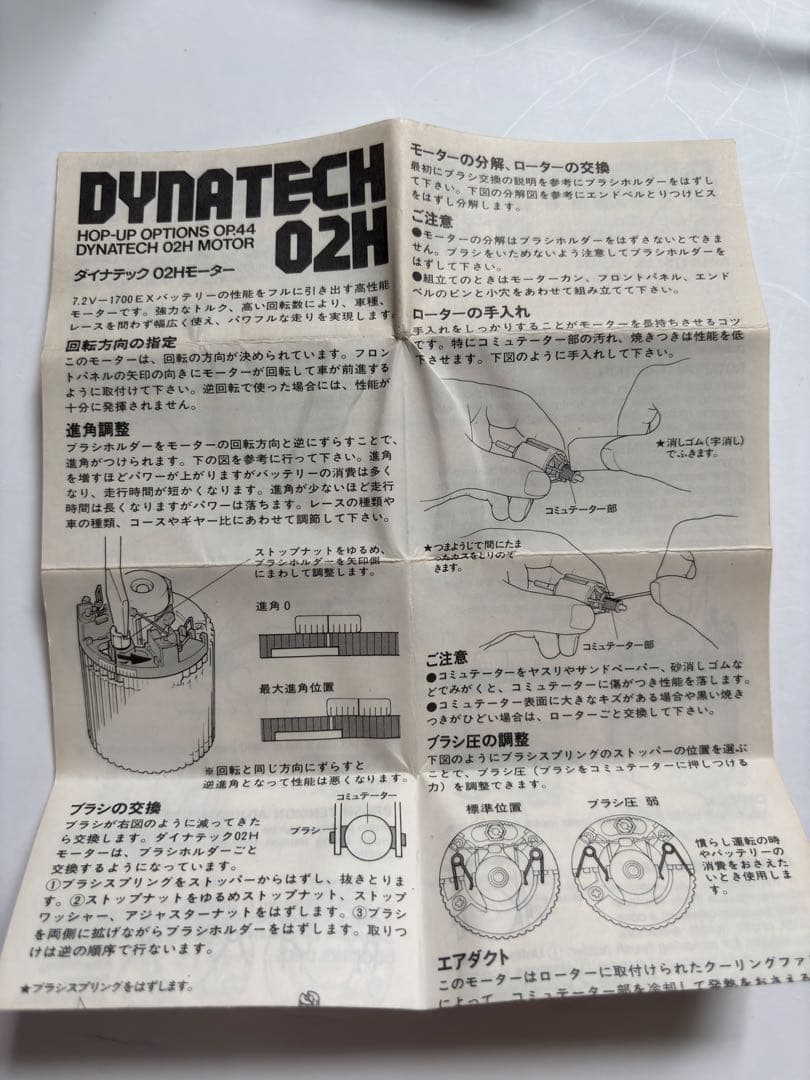 DYNATECH
02H
HOP-UP OPTIONS OP.44
DYNATECH 02H MOTOR
ダイナテック 02Hモーター
7.2V-1700EXバッテリーの性能をフルに引き出す高性能
モーターです。強力なトルク、高い回転数により、車種、
レースを問わず幅広く使え、パワフルな走りを実現します。
回転方向の指定
このモーターは、回転の方向が決められています。フロン
トパネルの矢印の向きにモーターが回転して車が前進する
ように取付けて下さい。逆回転で使った場合には、性能が
十分に発揮されません。
進角調整
ブラシホルダーをモーターの回転方向と逆にずらすことで、
進角がつけられます。下の図を参考に行って下さい。進角
を増すほどパワーが上がりますがバッテリーの消費は多く
なり、走行時間が短かくなります。進角が少ないほど走行
時間は長くなりますがパワーは落ちます。レースの種類や
車の種類、コースやギヤー比にあわせて調節して下さい。
ストップナットをゆるめ、
ブラシホルダーを矢印側
にまわして調整します。
進角 0
最大進角位置
※回転と同じ方向にずらすと
逆進角となって性能は悪くなります。
ブラシの交換
ブラシが右図のように減ってきた
ら交換します。ダイナテック02H
モーターは、ブラシホルダーごと
交換するようになっています。
コミュテーター
ブラシ
①ブラシスプリングをストッパーからはずし、抜きとりま
す。②ストップナットをゆるめストップナット、ストップ
ワッシャー、アジャスターナットをはずします。③ブラシ
を両側に拡げながらブラシホルダーをはずします。取りつ
けは逆の順序で行ないます。
★ブラシスプリングをはずします。
モーターの分解、ローターの交換
最初にブラシ交換の説明を参考にブラシホルダーをはずし
て下さい。下図の分解図を参考にエンドベルとりつけビス
をはずし分解します。
ご注意
●モーターの分解はブラシホルダーをはずさないとできま
せん。ブラシをいためないよう注意してブラシホルダーを
はずして下さい。
●組立てのときはモーターカン、フロントパネル、エンド
ベルのピンと小穴をあわせて組み立てて下さい。
ローターの手入れ
手入れをしっかりすることがモーターを長持ちさせるコツ
です。特にコミュテーター部の汚れ、焼きつきは性能を低
下させます。下図のように手入れして下さい。
★消しゴム(字消し)
でふきます。
コミュテーター部
★つまようじで間にたま
ったカスをとりのぞ
きます。
コミュテーター部
ご注意
●コミュテーターをヤスリやサンドペーパー、砂消しゴムな
どでみがくと、コミュテーターに傷がつき性能を落します。
●コミュテーター表面に大きなキズがある場合や黒い焼き
つきがひどい場合は、ローターごと交換して下さい。
ブラシ圧の調整
下図のようにブラシスプリングのストッパーの位置を選ぶ
ことで、ブラシ圧（ブラシをコミュテーターに押しつける
力）を調整できます。
標準位置
ブラシ圧 弱
慣らし運転の時
やバッテリーの
消費をおさえた
いとき使用しま
す。
エアダクト
このモーターはローターに取付けられたクーリングファ
によって、コミュテーター部を冷却して発熱をおさえる